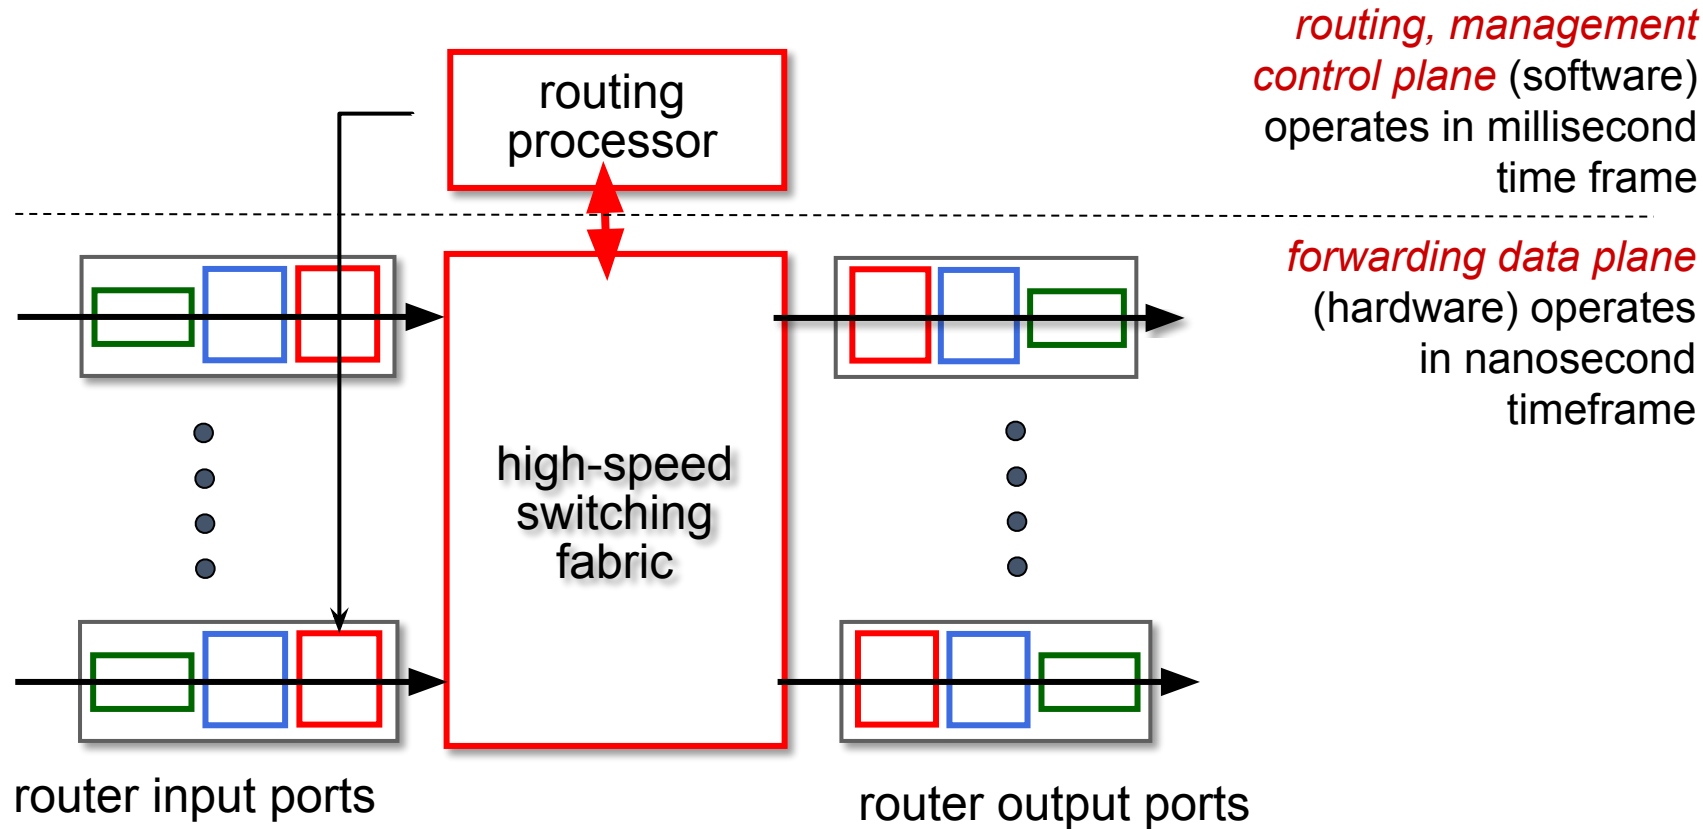 routing, management
control plane (software)
operates in millisecond
time frame
routing
processor
forwarding data plane
(hardware) operates
in nanosecond
timeframe
high-speed
switching
fabric
router input ports
router output ports